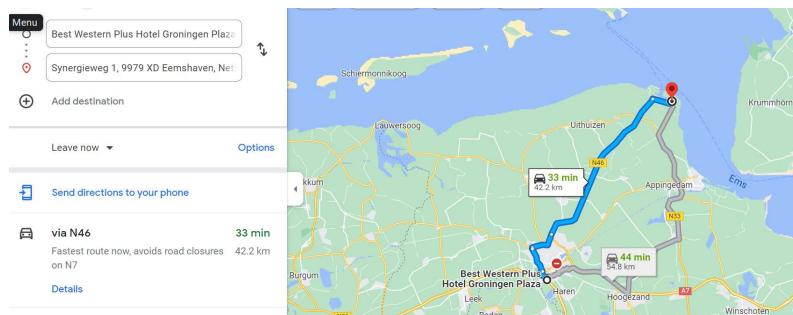 Menu
Best Western Plus Hotel Groningen Plaza
Synergieweg 1, 9979 XD Eemshaven, Net
Add destination
Leave now
Options
Send directions to your phone
via N46
33 min
Fastest route now, avoids road closures
42.2 km
on N7
Details
Schiermonnikoog
Lauwersoog
Uithuizen
Krummhörn
N46
33 min
42.2 km
kkum
Appingedam
Ems
N33
44 min
54.8 km
Burgum
Best Western Plus
Hotel Groningen Plaza
Haren
Leek
Hoogezand
A7
Winschoten
Roden